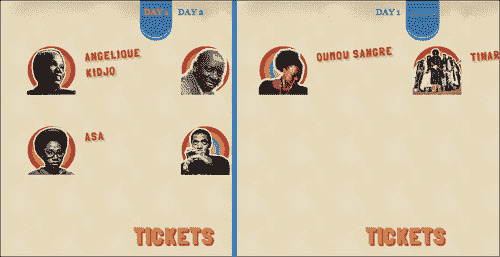 DAY 1 DAY 2
ANGELIQUE
KIDJO
ASA
TICKETS
DAY 1
OUMOU SANGRE
TINAR
TICKETS